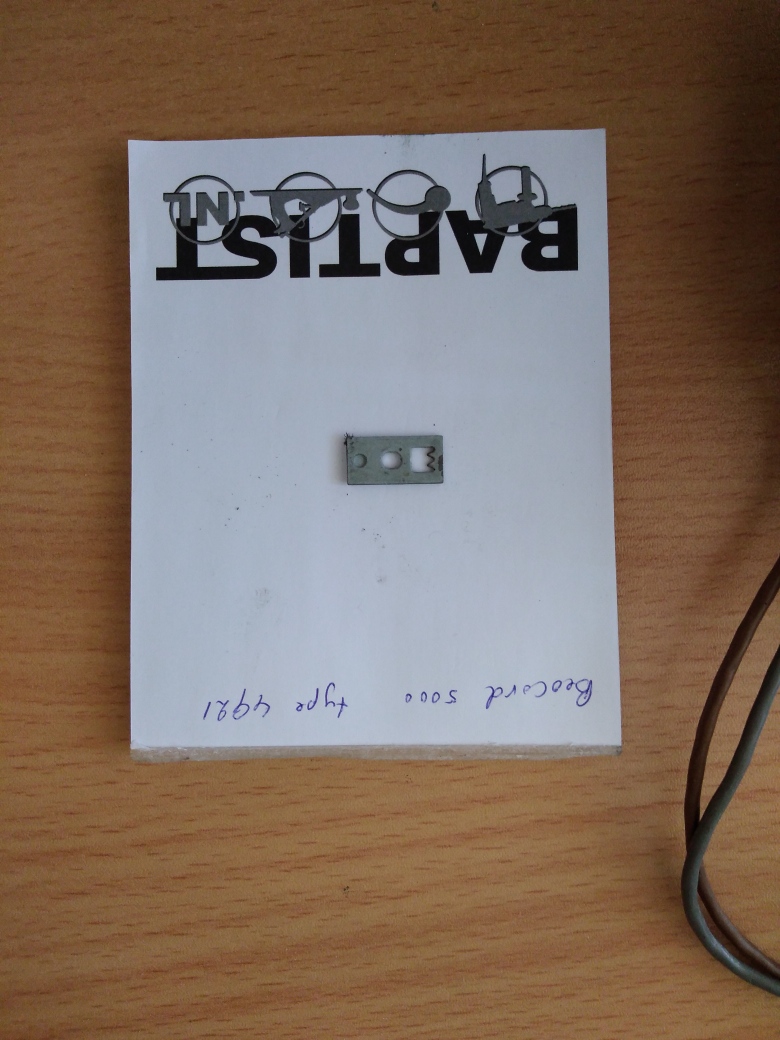 Beocord 5000 type 4921
BAPTIST
NL